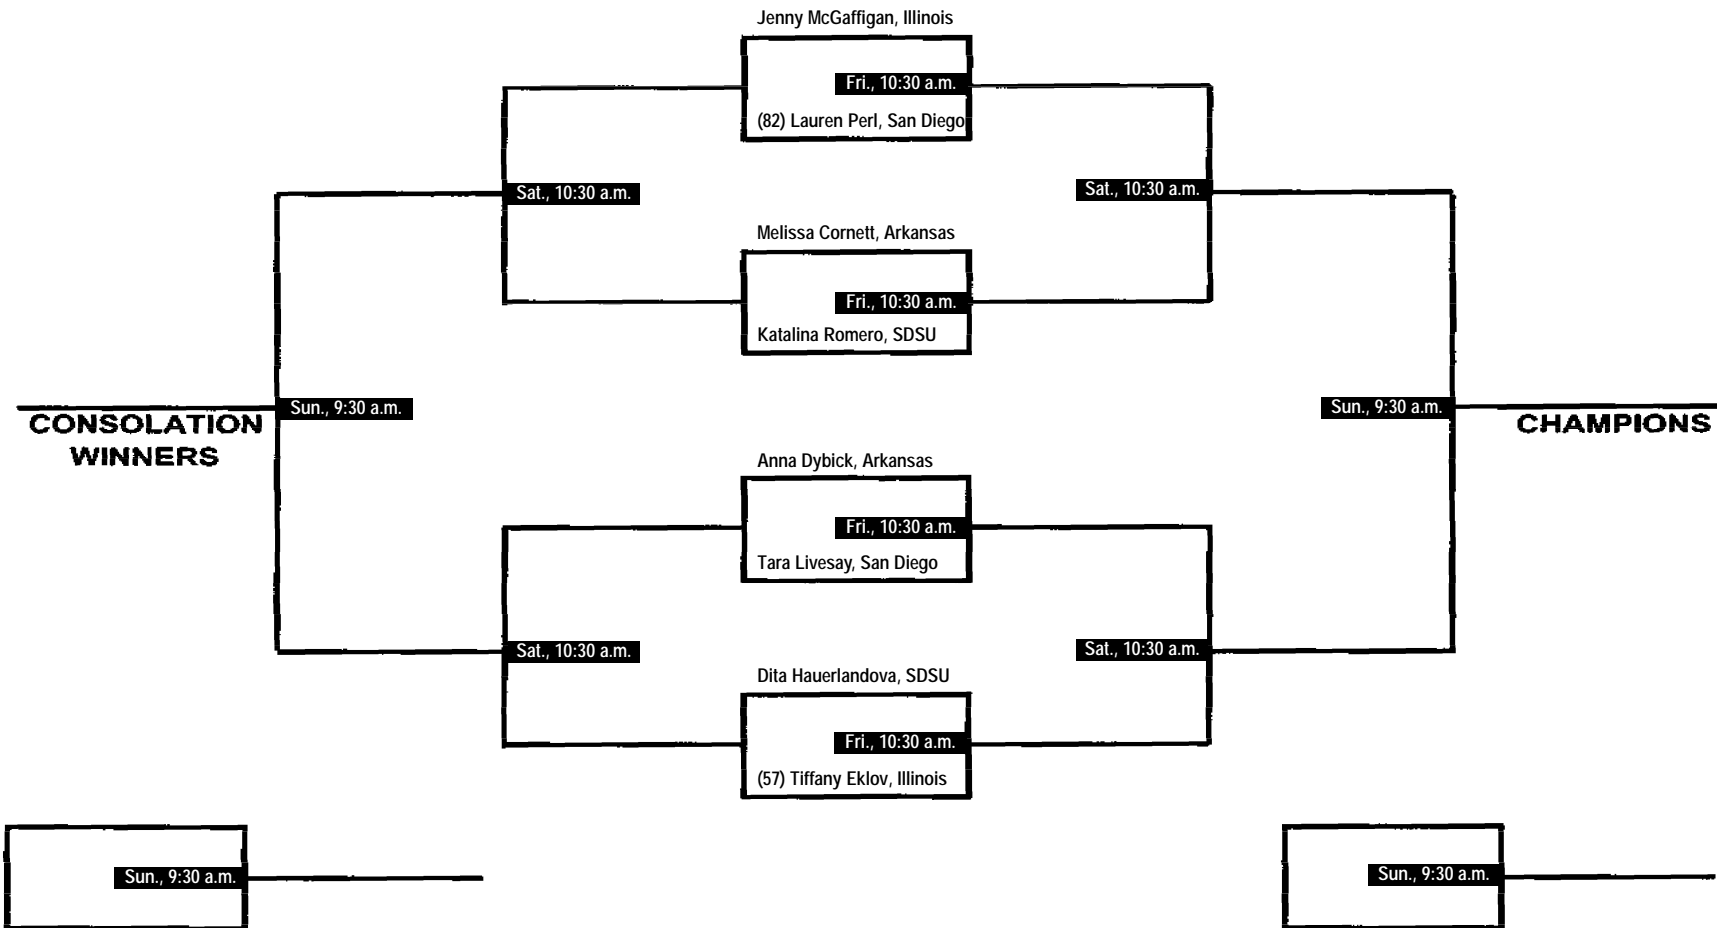 Jenny McGaffigan, Illinois
Fri., 10:30 a.m.
(82) Lauren Perl, San Diego
Sat., 10:30 a.m.
Sat., 10:30 a.m.
Melissa Cornett, Arkansas
Fri., 10:30 a.m.
Katalina Romero, SDSU
Sun., 9:30 a.m.
CONSOLATION
WINNERS
Sun., 9:30 a.m.
CHAMPIONS
Anna Dybick, Arkansas
Fri., 10:30 a.m.
Tara Livesay, San Diego
Sat., 10:30 a.m.
Sat., 10:30 a.m.
Dita Hauerlandova, SDSU
Fri., 10:30 a.m.
(57) Tiffany Eklov, Illinois
Sun., 9:30 a.m.
Sun., 9:30 a.m.